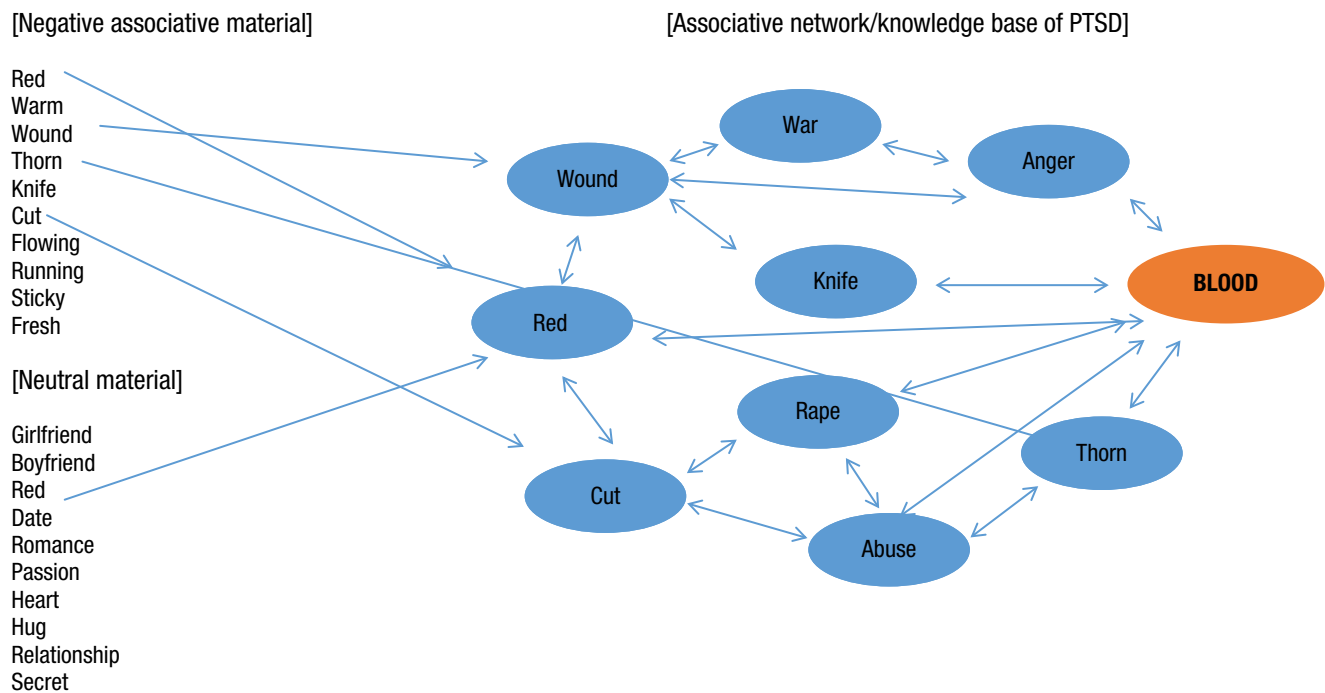 [Negative associative material]
[Associative network/knowledge base of PTSD]
Red
Warm
Wound
Thorn
Knife
Cut
Flowing
Running
Sticky
Fresh
[Neutral material]
Girlfriend
Boyfriend
Red
Date
Romance
Passion
Heart
Hug
Relationship
Secret
War
Anger
Wound
Knife
BLOOD
Red
Rape
Thorn
Cut
Abuse